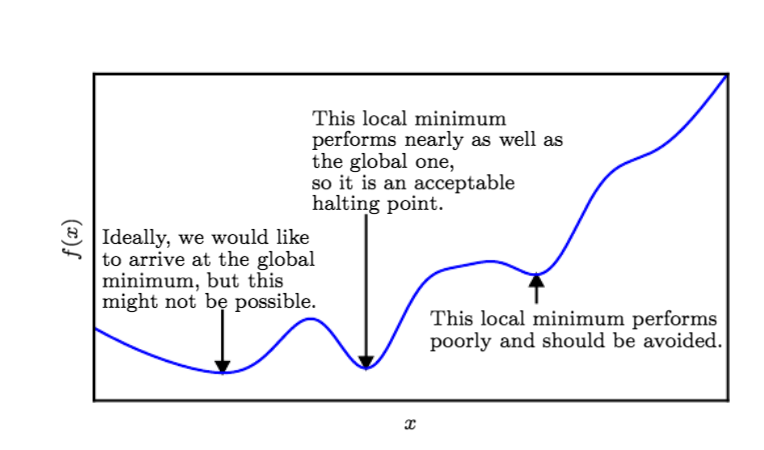 This local minimum
performs nearly as well as
the global one,
so it is an acceptable
halting point.
Ideally, we would like
to arrive at the global
minimum, but this
might not be possible.
This local minimum performs
poorly and should be avoided.
f(x)
x